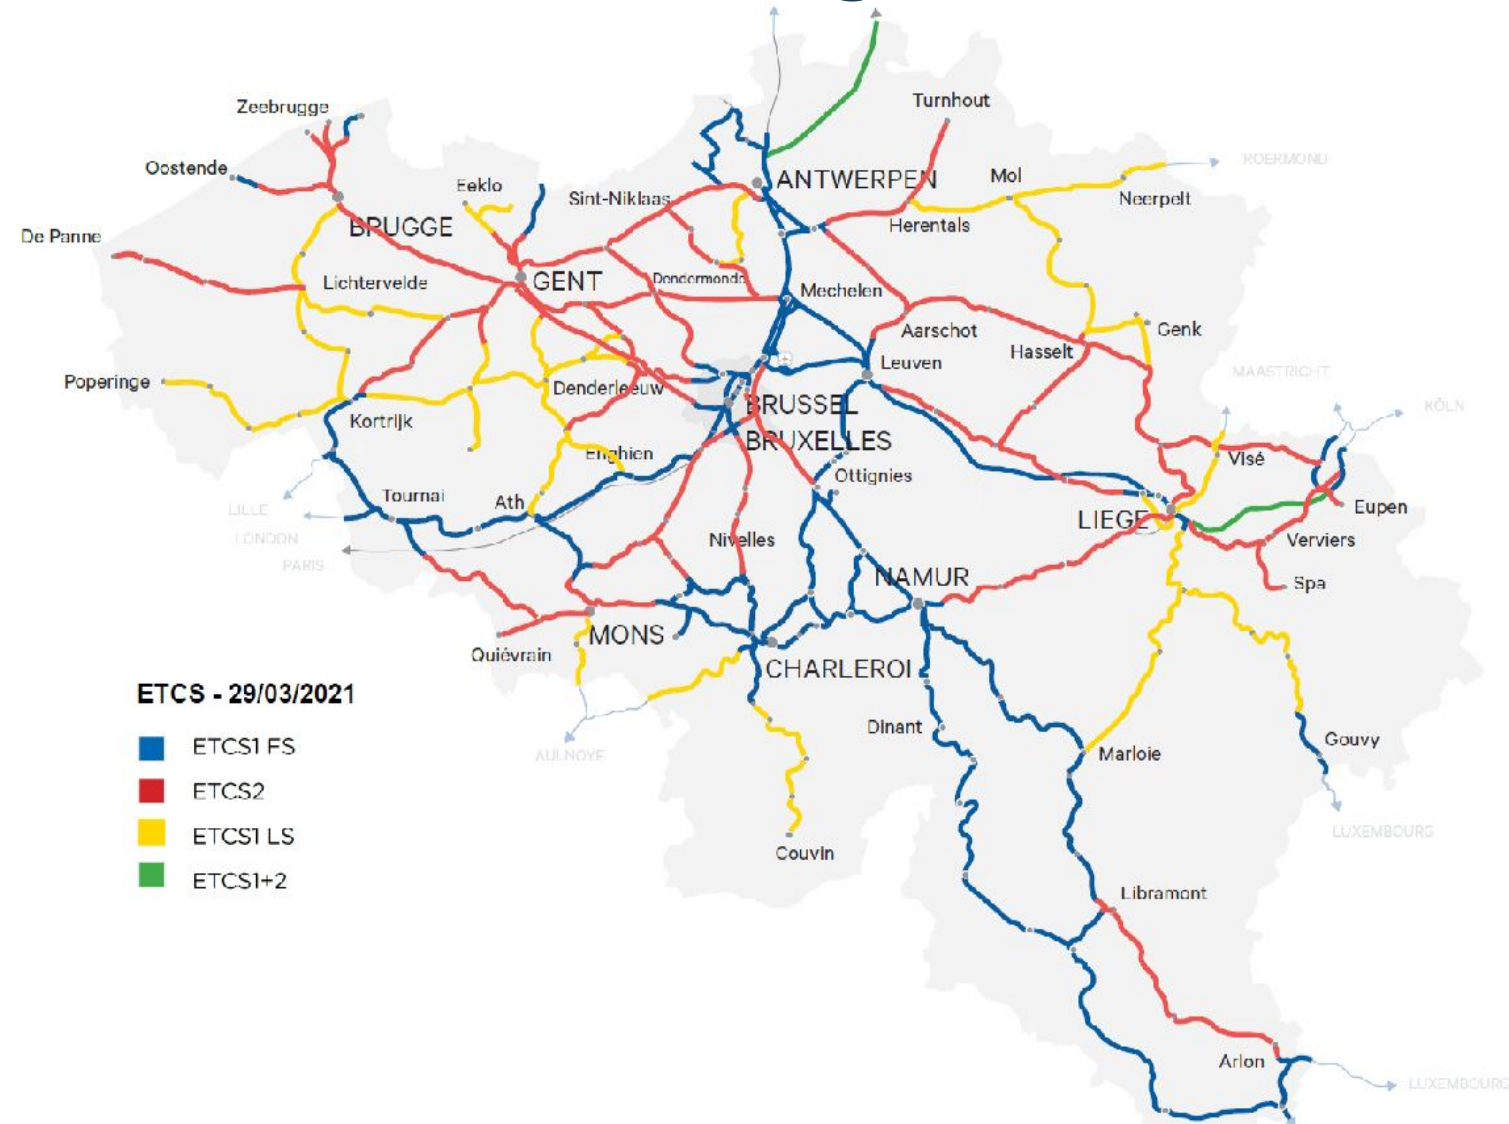 Zeebrugge
Turnhout
Oostende
ROERMOND
ANTWERPEN
Mol
Eeklo
Sint-Niklaas
Neerpelt
BRUGGE
Herentals
De Panne
GENT
Dendermonde
Lichtervelde
Mechelen
Aarschot
Genk
Hasselt
Leuven
MAASTRICHT
Poperinge
Denderleeuw
BRUSSEL
KÖLN
Kortrijk
BRUXELLES
Enghien
Visé
Ottignies
Tournai
Ath
LILLE
Eupen
LIEGE
LONDON
Nivelles
Verviers
PARIS
NAMUR
Spa
MONS
Quiévrain
CHARLEROI
ETCS - 29/03/2021
Dinant
ETCS1 FS
Gouvy
AULNOYE
Marloie
ETCS2
ETCS1 LS
LUXEMBOURG
Couvin
ETCS1+2
Libramont
Arlon
LUXEMBOURG